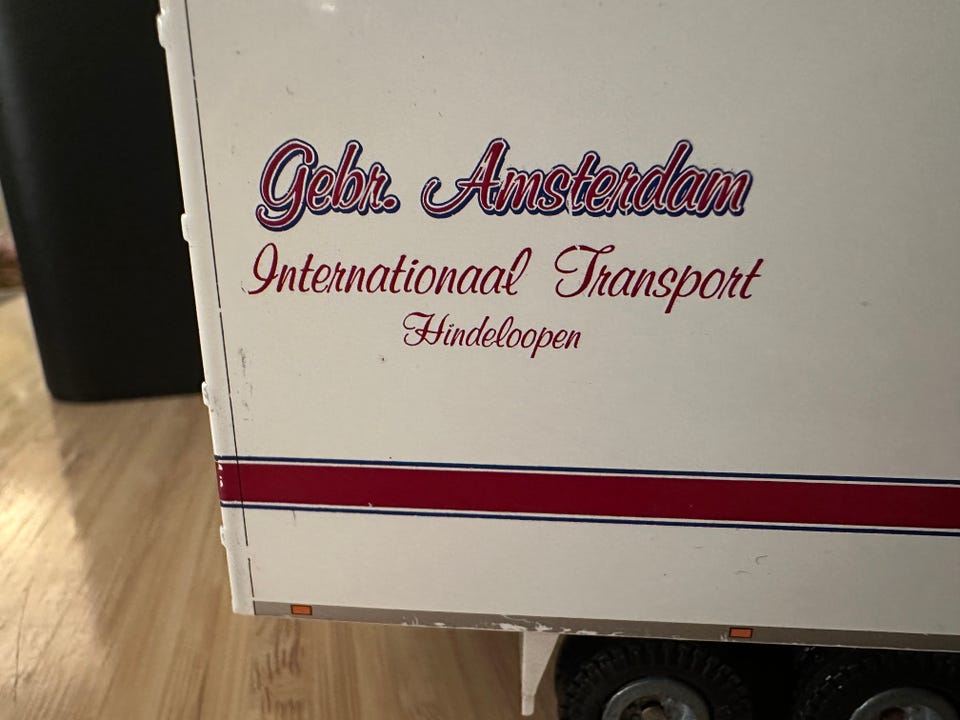 Gebr. Amsterdam
Internationaal Transport
Hindeloopen